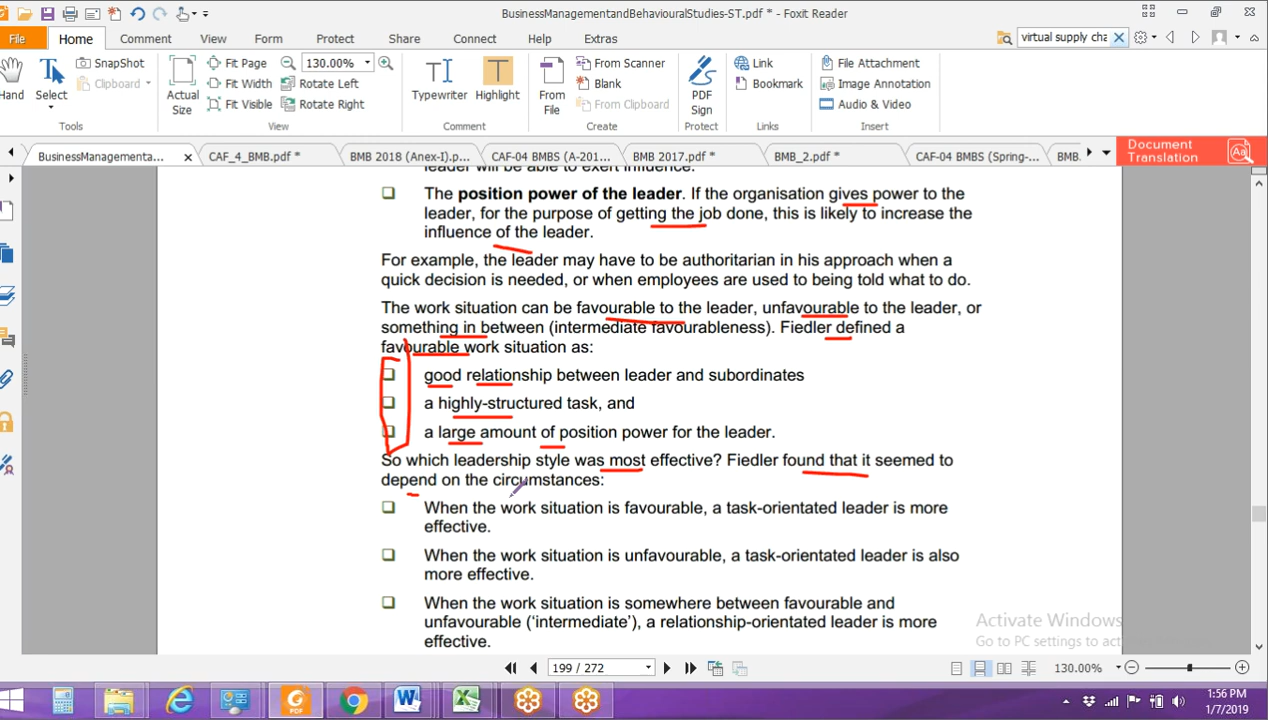 BusinessManagementandBehaviouralStudies-ST.pdf * - Foxit Reader
File Home Comment View Form Protect Share Connect Help Extras virtual supply cha
Hand Select SnapShot Clipboard Actual Size Fit Page Fit Width Fit Visible 130.00% Rotate Left Rotate Right Typewriter Highlight From File From Scanner Blank From Clipboard PDF Sign Link Bookmark File Attachment Image Annotation Audio & Video
Tools View Comment Create Protect Links Insert
BusinessManagementa... CAF_4_BMB.pdf * BMB 2018 (Anex-I).p... CAF-04 BMBS (A-201... BMB 2017.pdf * BMB_2.pdf * CAF-04 BMBS (Spring-... BMB. Document Translation
leader will be able to exert influence.
The position power of the leader. If the organisation gives power to the
leader, for the purpose of getting the job done, this is likely to increase the
influence of the leader.
For example, the leader may have to be authoritarian in his approach when a
quick decision is needed, or when employees are used to being told what to do.
The work situation can be favourable to the leader, unfavourable to the leader, or
something in between (intermediate favourableness). Fiedler defined a
favourable work situation as:
good relationship between leader and subordinates
a highly-structured task, and
a large amount of position power for the leader.
So which leadership style was most effective? Fiedler found that it seemed to
depend on the circumstances:
When the work situation is favourable, a task-orientated leader is more
effective.
When the work situation is unfavourable, a task-orientated leader is also
more effective.
When the work situation is somewhere between favourable and
unfavourable (‘intermediate’), a relationship-orientated leader is more
effective.
Activate Windows
Go to PC settings to act
199 / 272 130.00%
1:56 PM
1/7/2019